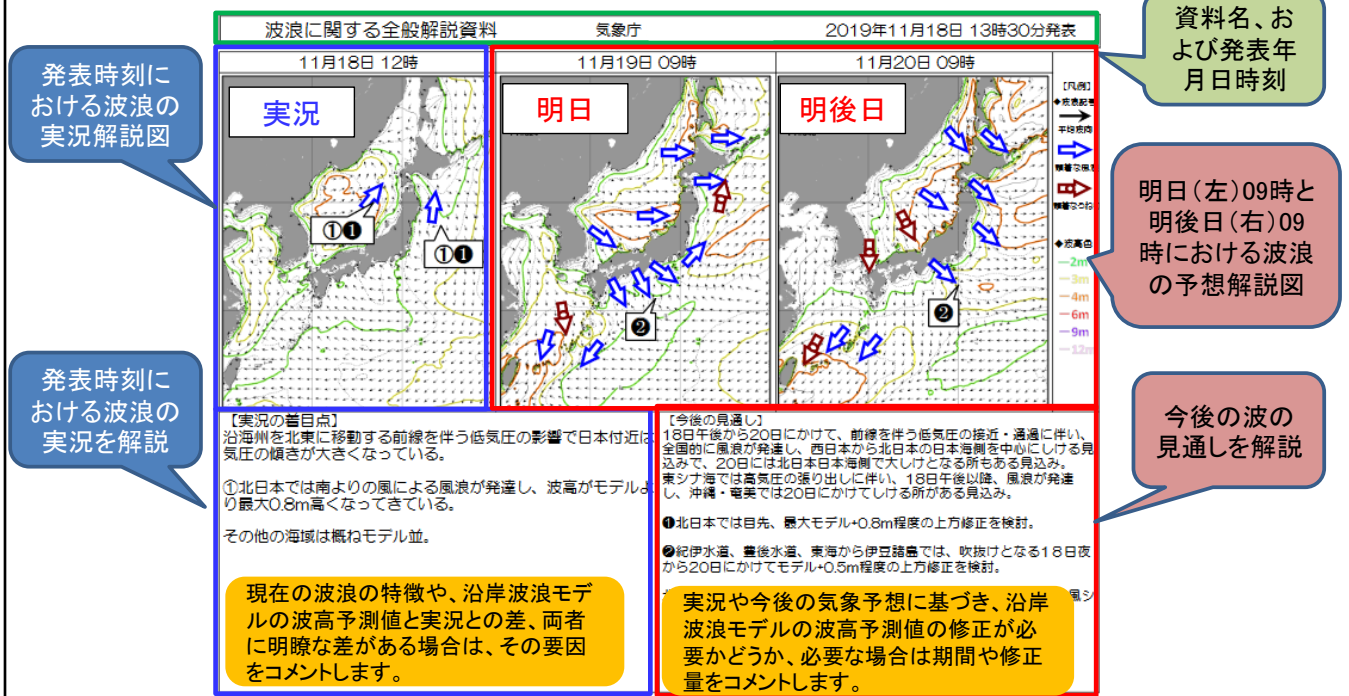 波浪に関する全般解説資料 気象庁 2019年11月18日 13時30分発表
資料名、お
よび発表年
月日時刻
発表時刻に
おける波浪の
実況解説図
11月18日 12時
11月19日 09時
11月20日 09時
実況
明日
明後日
①❶
①❶
❷
❷
【凡例】
平均波向
◆波高色
2m
3m
4m
6m
9m
12m
明日(左)09時と
明後日(右)09
時における波浪
の予想解説図
発表時刻に
おける波浪の
実況を解説
【実況の着目点】
沿海州を北東に移動する前線を伴う低気圧の影響で日本付近は
気圧の傾きが大きくなっている。
①北日本では南よりの風による風浪が発達し、波高がモデルよ
り最大0.8m高くなってきている。
その他の海域は概ねモデル並。
現在の波浪の特徴や、沿岸波浪モデ
ルの波高予測値と実況との差、両者
に明瞭な差がある場合は、その要因
をコメントします。
【今後の見通し】
18日午後から20日にかけて、前線を伴う低気圧の接近・通過に伴い、
全国的に風浪が発達し、西日本から北日本の日本海側を中心にしける見
込みで、20日には北日本日本海側で大しけとなる所もある見込み。
東シナ海では高気圧の張り出しに伴い、18日午後以降、風浪が発達
し、沖縄・奄美では20日にかけてしける所がある見込み。
❶北日本では目先、最大モデル+0.8m程度の上方修正を検討。
❷紀伊水道、豊後水道、東海から伊豆諸島では、吹抜けとなる18日夜
から20日にかけてモデル+0.5m程度の上方修正を検討。
風シ
実況や今後の気象予想に基づき、沿岸
波浪モデルの波高予測値の修正が必
要かどうか、必要な場合は期間や修正
量をコメントします。
今後の波の
見通しを解説